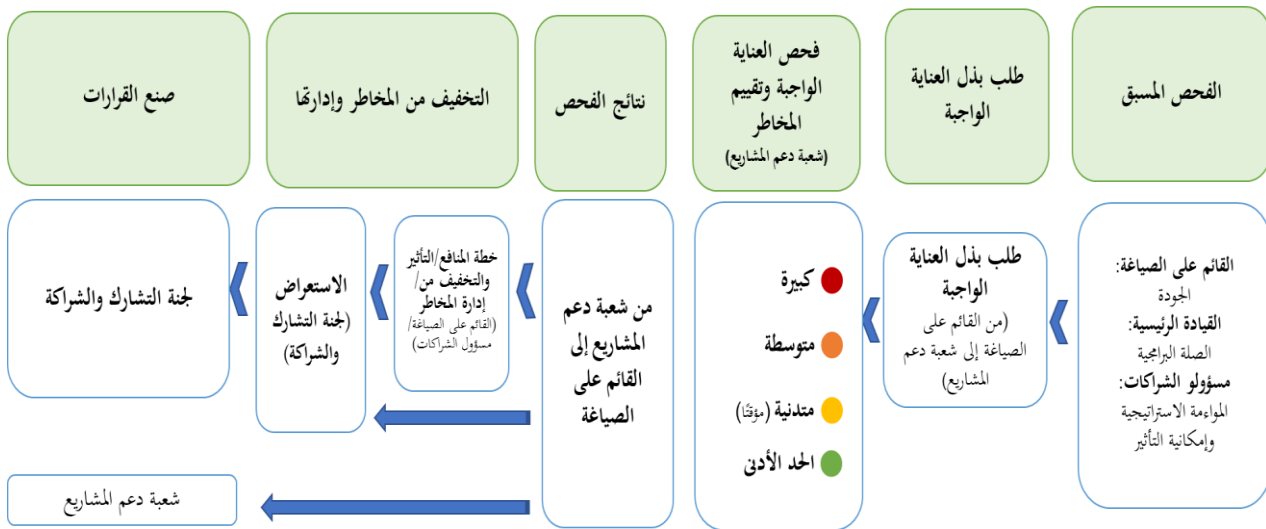 الفحص المسبق
طلب بذل العناية
الواجبة
فحص العناية
الواجبة وتقييم
المخاطر
(شعبة دعم المشاريع)
نتائج الفحص
التخفيف من المخاطر وإدارتها
صنع القرارات
القائم على الصياغة:
الجودة
القيادة الرئيسية:
الصلة البرامجية
مسؤولو الشراكات:
المواءمة الاستراتيجية
وإمكانية التأثير
طلب بذل العناية
الواجبة
(من القائم على
الصياغة إلى شعبة دعم
المشاريع)
كبيرة
متوسطة
متدنية (مؤقتًا)
الحد الأدنى
من شعبة دعم
المشاريع إلى
القائم على
الصياغة
خطة المنافع/التأثير
والتخفيف من/
إدارة المخاطر
(القائم على الصياغة/
مسؤول الشراكات)
الاستعراض
(لجنة التشارك
والشراكة)
لجنة التشارك والشراكة
شعبة دعم المشاريع